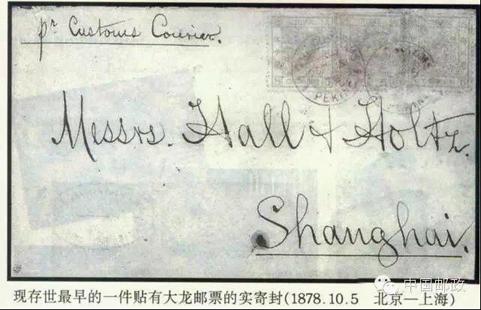 pr Customs Courier.
PEKI
Messrs. Hall & Holtz.
Shanghai.
中国邮政
现存世最早的一件贴有大龙邮票的实寄封(1878.10.5 北京—上海)